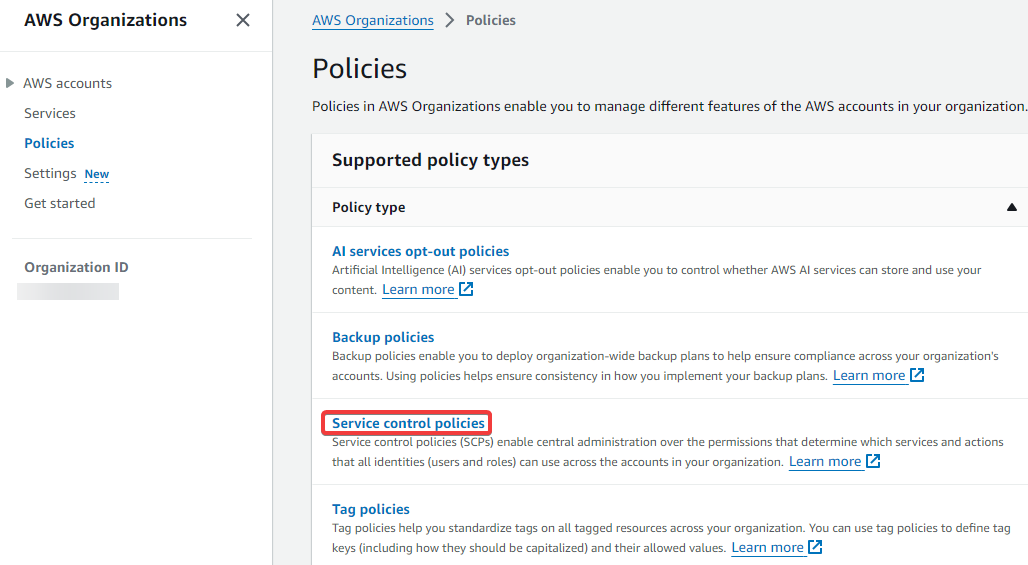 AWS Organizations
AWS accounts
Services
Policies
Settings New
Get started
Organization ID
AWS Organizations > Policies
Policies
Policies in AWS Organizations enable you to manage different features of the AWS accounts in your organization.
Supported policy types
Policy type
AI services opt-out policies
Artificial Intelligence (AI) services opt-out policies enable you to control whether AWS AI services can store and use your
content. Learn more
Backup policies
Backup policies enable you to deploy organization-wide backup plans to help ensure compliance across your organization's
accounts. Using policies helps ensure consistency in how you implement your backup plans. Learn more
Service control policies
Service control policies (SCPs) enable central administration over the permissions that determine which services and actions
that all identities (users and roles) can use across the accounts in your organization. Learn more
Tag policies
Tag policies help you standardize tags on all tagged resources across your organization. You can use tag policies to define tag
keys (including how they should be capitalized) and their allowed values. Learn more